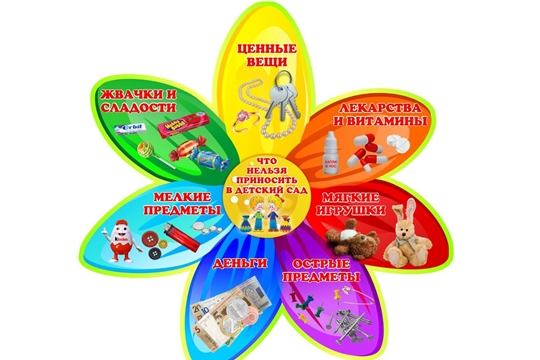 ЦЕННЫЕ
ВЕЩИ
ЛЕКАРСТВА
И ВИТАМИНЫ
МЯГКИЕ
ИГРУШКИ
ОСТРЫЕ
ПРЕДМЕТЫ
ДЕНЬГИ
МЕЛКИЕ
ПРЕДМЕТЫ
ЖВАЧКИ И
СЛАДОСТИ
ЧТО
НЕЛЬЗЯ
ПРИНОСИТЬ
В ДЕТСКИЙ САД